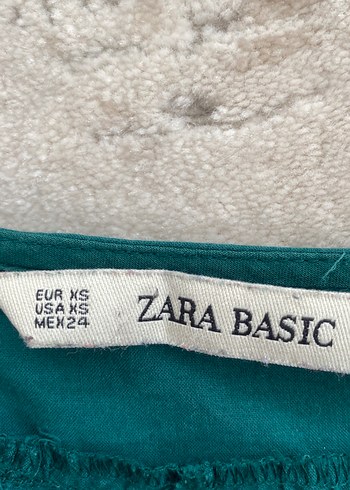 EUR XS
USA XS
MEX 24
ZARA BASIC